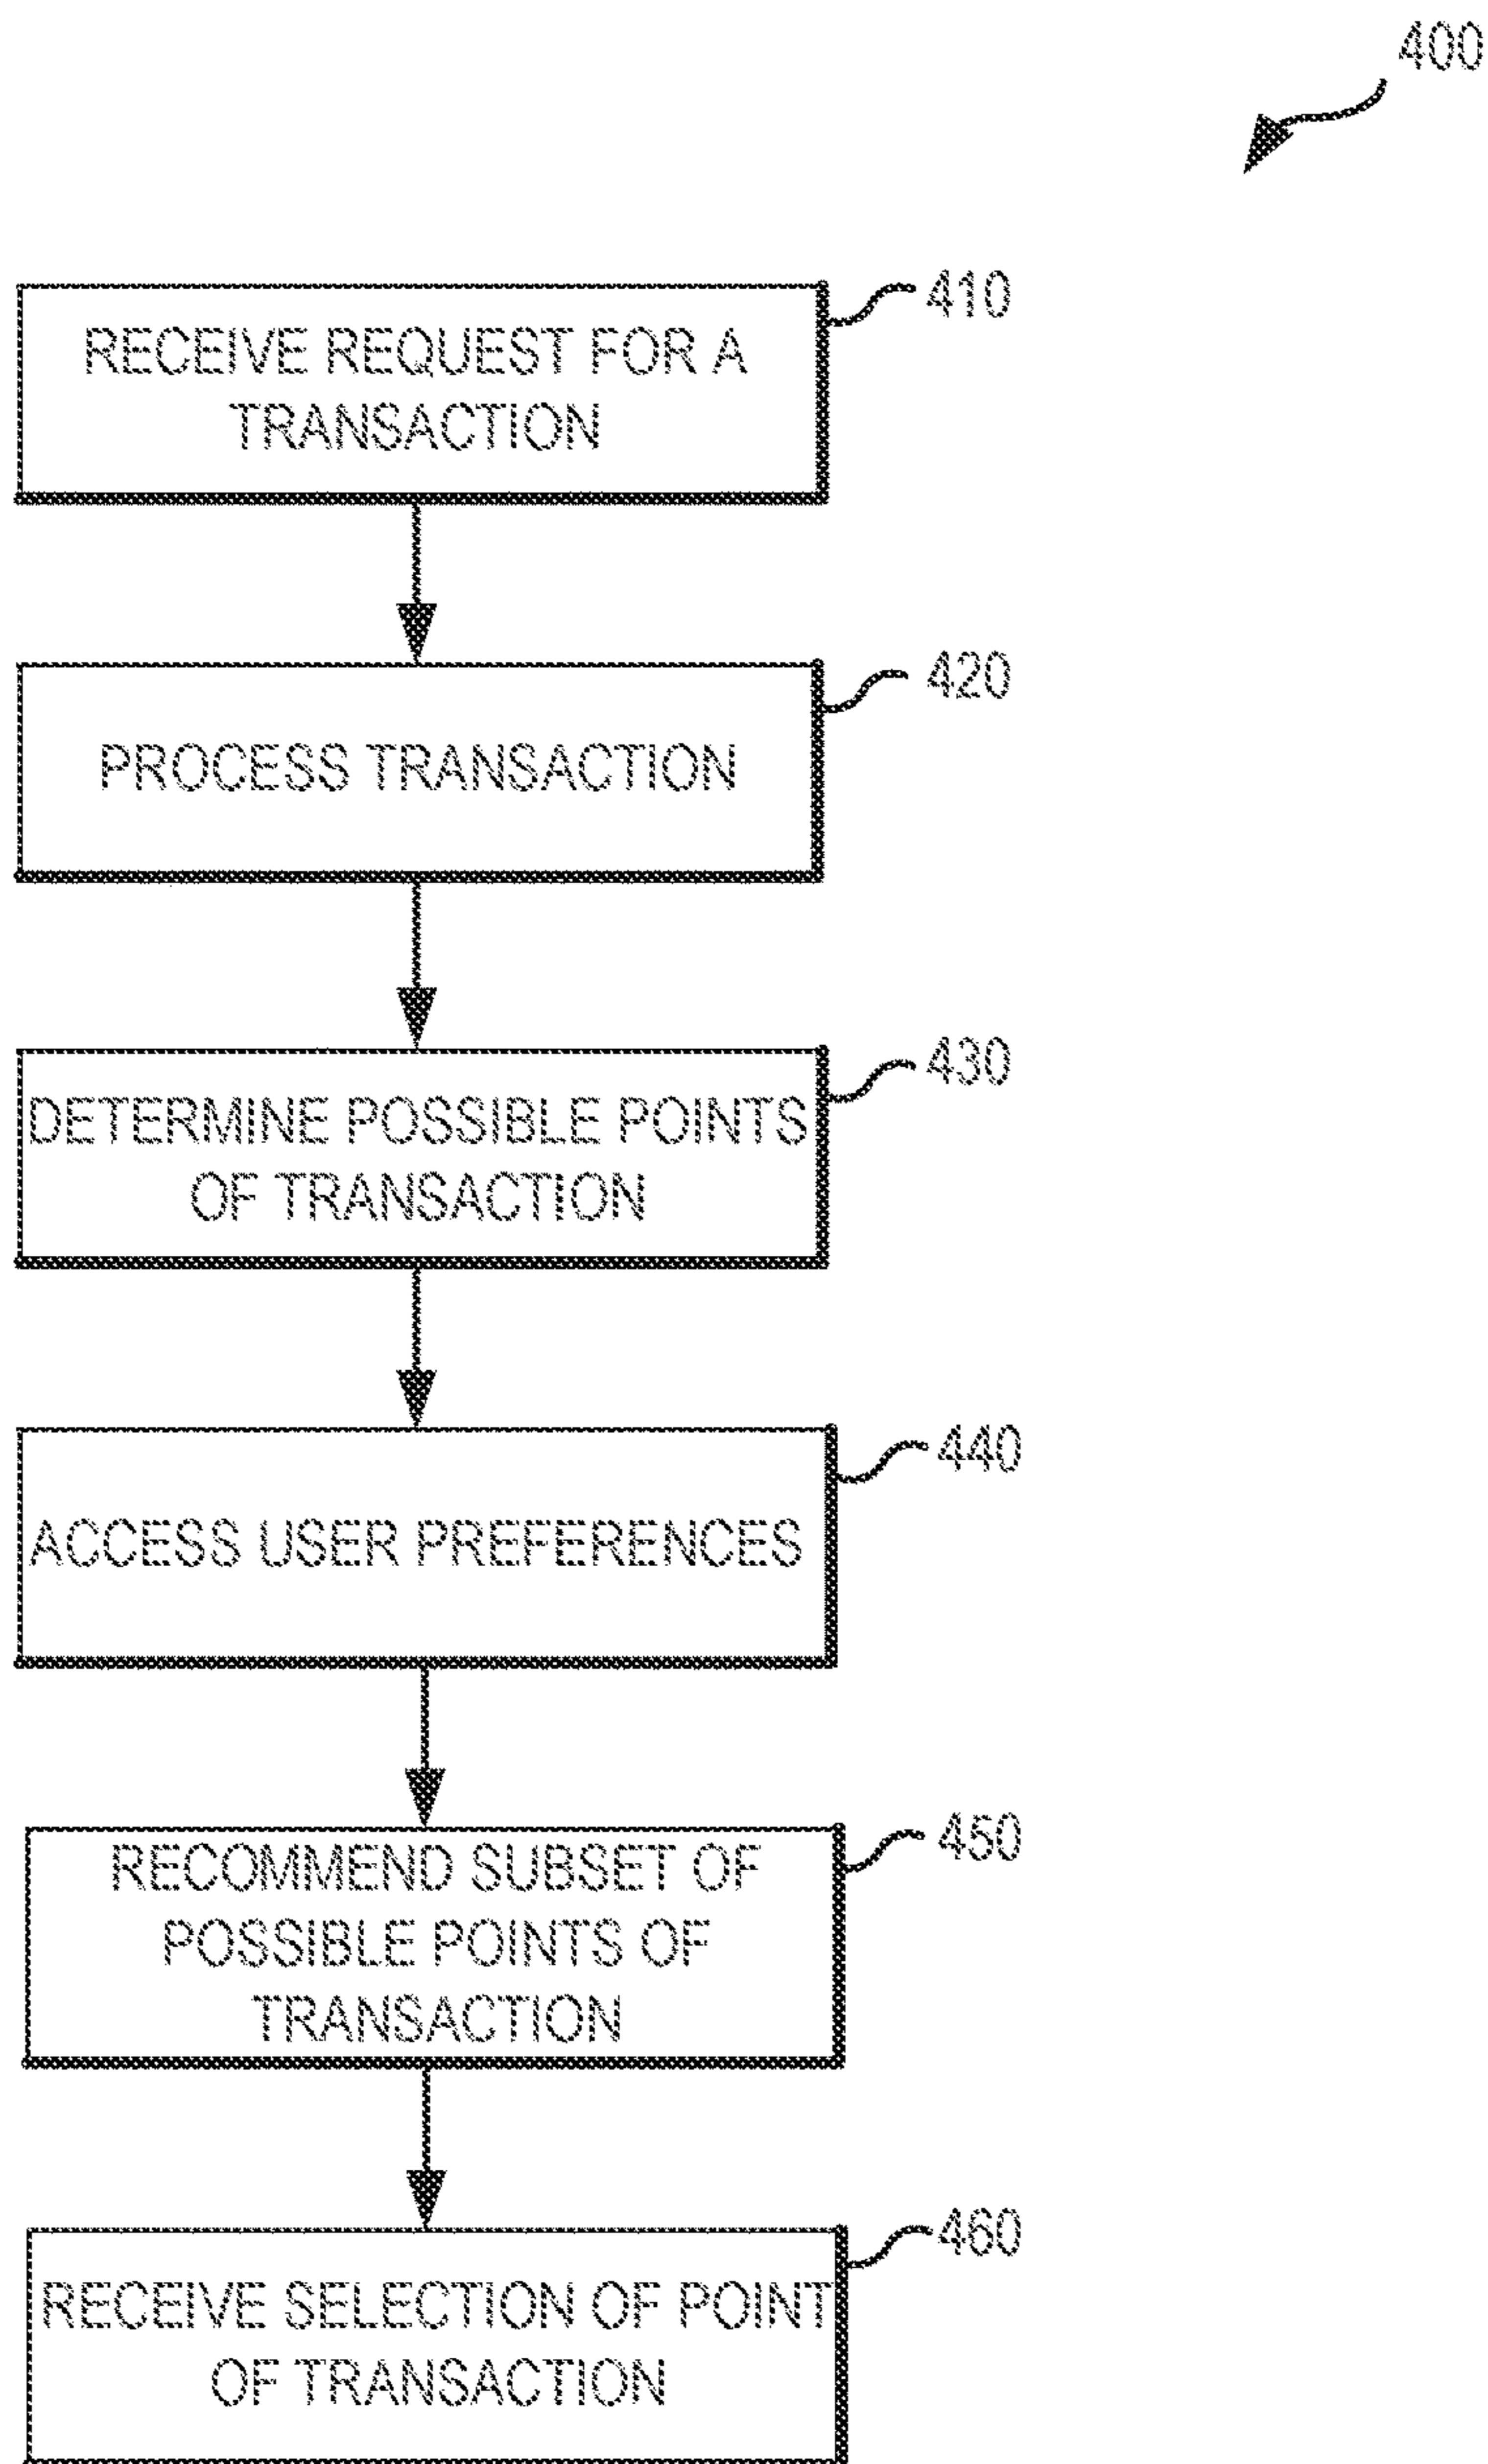 400
RECEIVE REQUEST FOR A
TRANSACTION
410
PROCESS TRANSACTION
420
DETERMINE POSSIBLE POINTS
OF TRANSACTION
430
ACCESS USER PREFERENCES
440
RECOMMEND SUBSET OF
POSSIBLE POINTS OF
TRANSACTION
450
RECEIVE SELECTION OF POINT
OF TRANSACTION
460